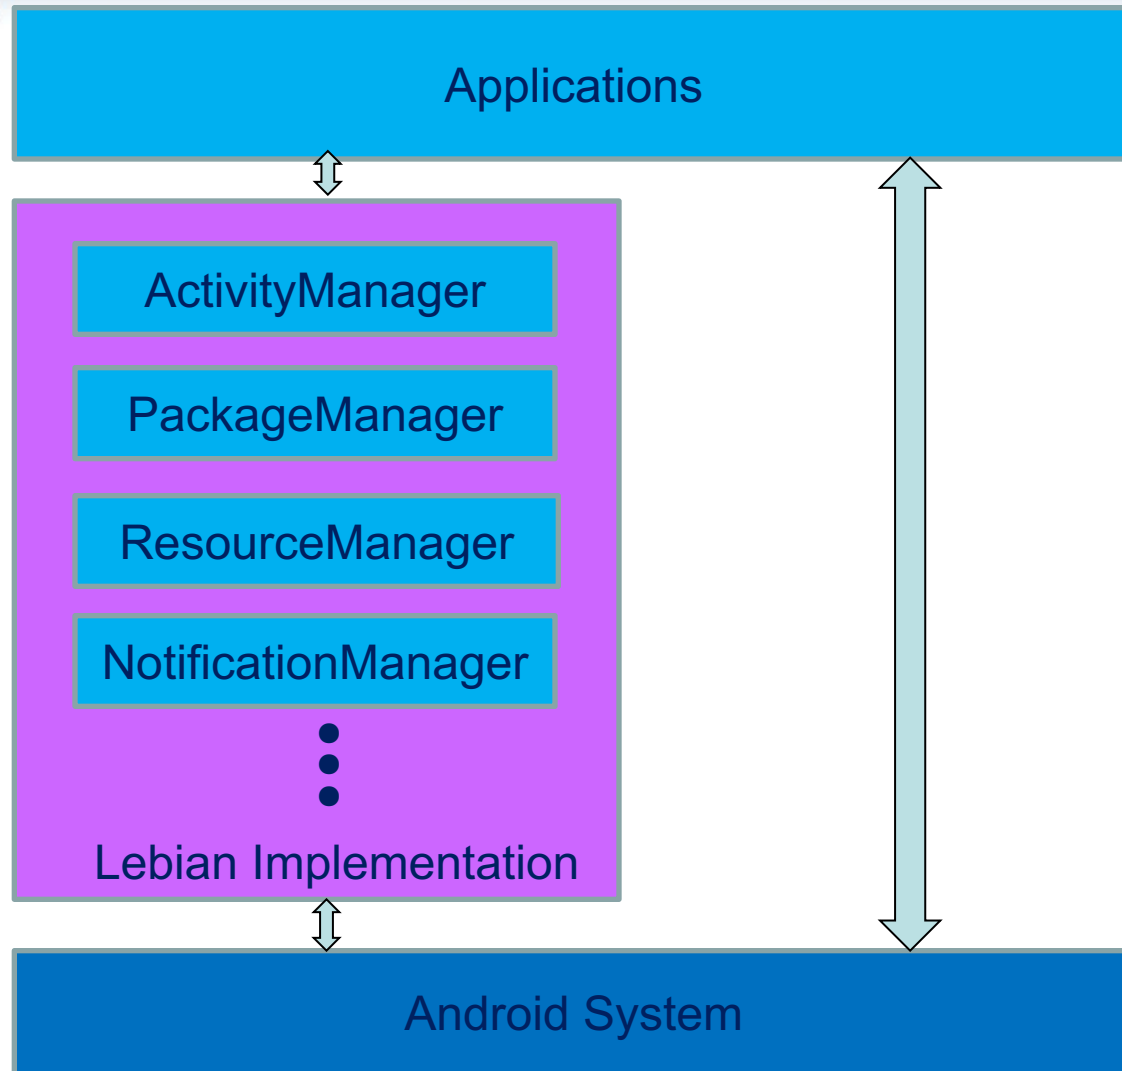 Applications
ActivityManager
PackageManager
ResourceManager
NotificationManager
Lebian Implementation
Android System